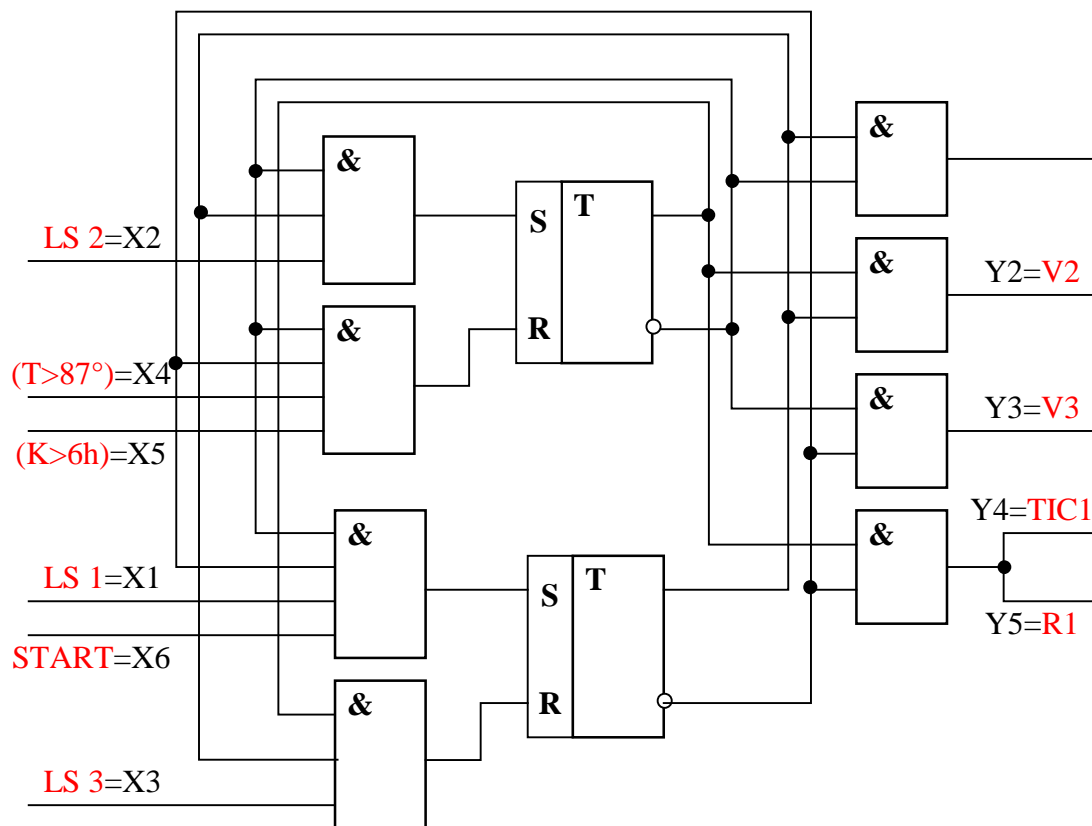 &
&
S
T
LS 2=X2
R
&
&
Y2=V2
(T>87°)=X4
(K>6h)=X5
&
Y3=V3
&
LS 1=X1
START=X6
S
T
R
&
Y4=TIC1
Y5=R1
&
LS 3=X3